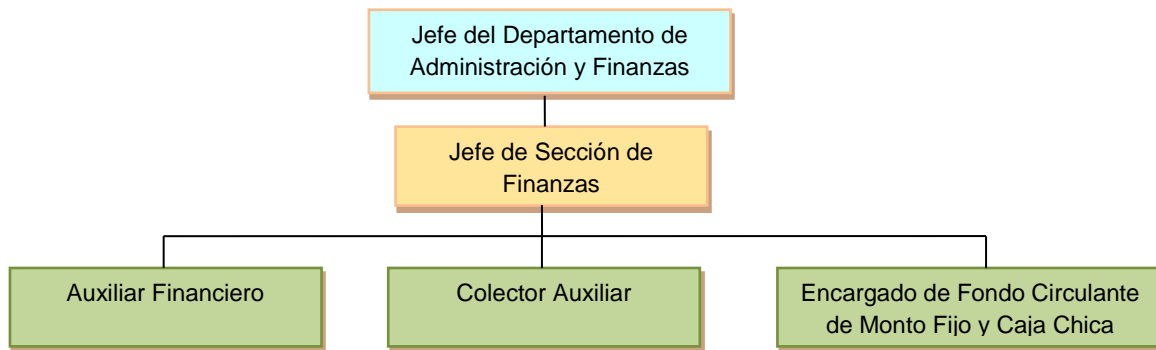 Jefe del Departamento de
Administración y Finanzas
Jefe de Sección de
Finanzas
Auxiliar Financiero
Colector Auxiliar
Encargado de Fondo Circulante
de Monto Fijo y Caja Chica